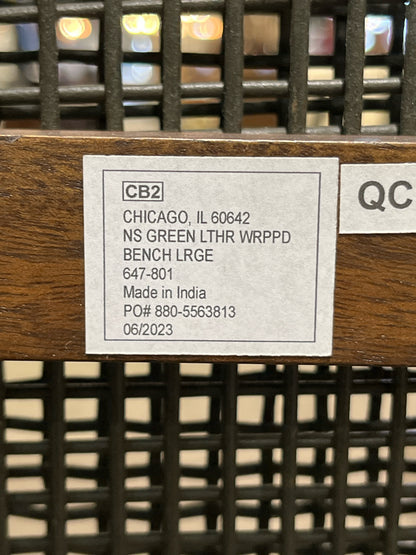 CB2
CHICAGO, IL 60642
NS GREEN LTHR WRPPD
BENCH LRGE
647-801
Made in India
PO# 880-5563813
06/2023
QC